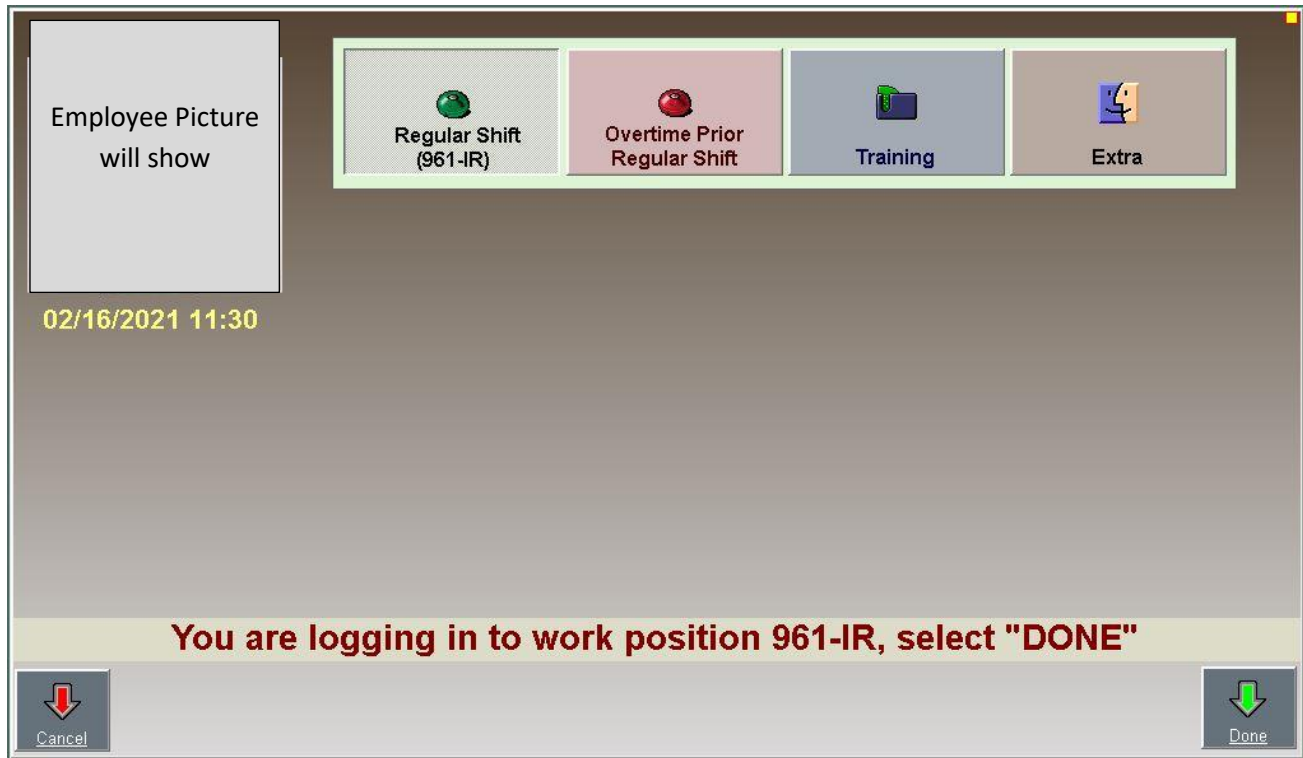 Employee Picture
will show
02/16/2021 11:30
Regular Shift
(961-IR)
Overtime Prior
Regular Shift
Training
Extra
You are logging in to work position 961-IR, select "DONE"
Cancel
Done